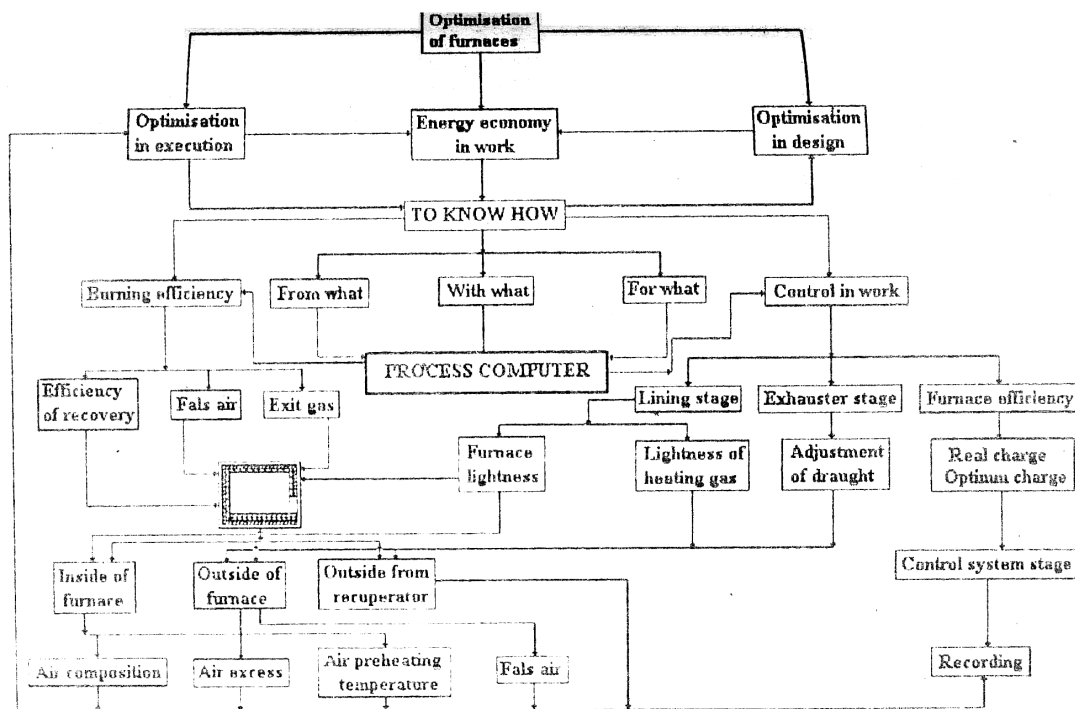 Optimisation
of furnaces
Optimisation
in execution
Energy economy
in work
Optimisation
in design
TO KNOW HOW
Burning efficiency
From what
With what
For what
Control in work
PROCESS COMPUTER
Efficiency
of recovery
Fals air
Exit gas
Lining stage
Exhauster stage
Furnace efficiency
Furnace
lightness
Lightness of
heating gas
Adjustment
of draught
Real charge
Optinum charge
Inside of
furnace
Outside of
furnace
Outside from
recuperator
Control system stage
Air composition
Air excess
Air preheating
temperature
Fals air
Recording